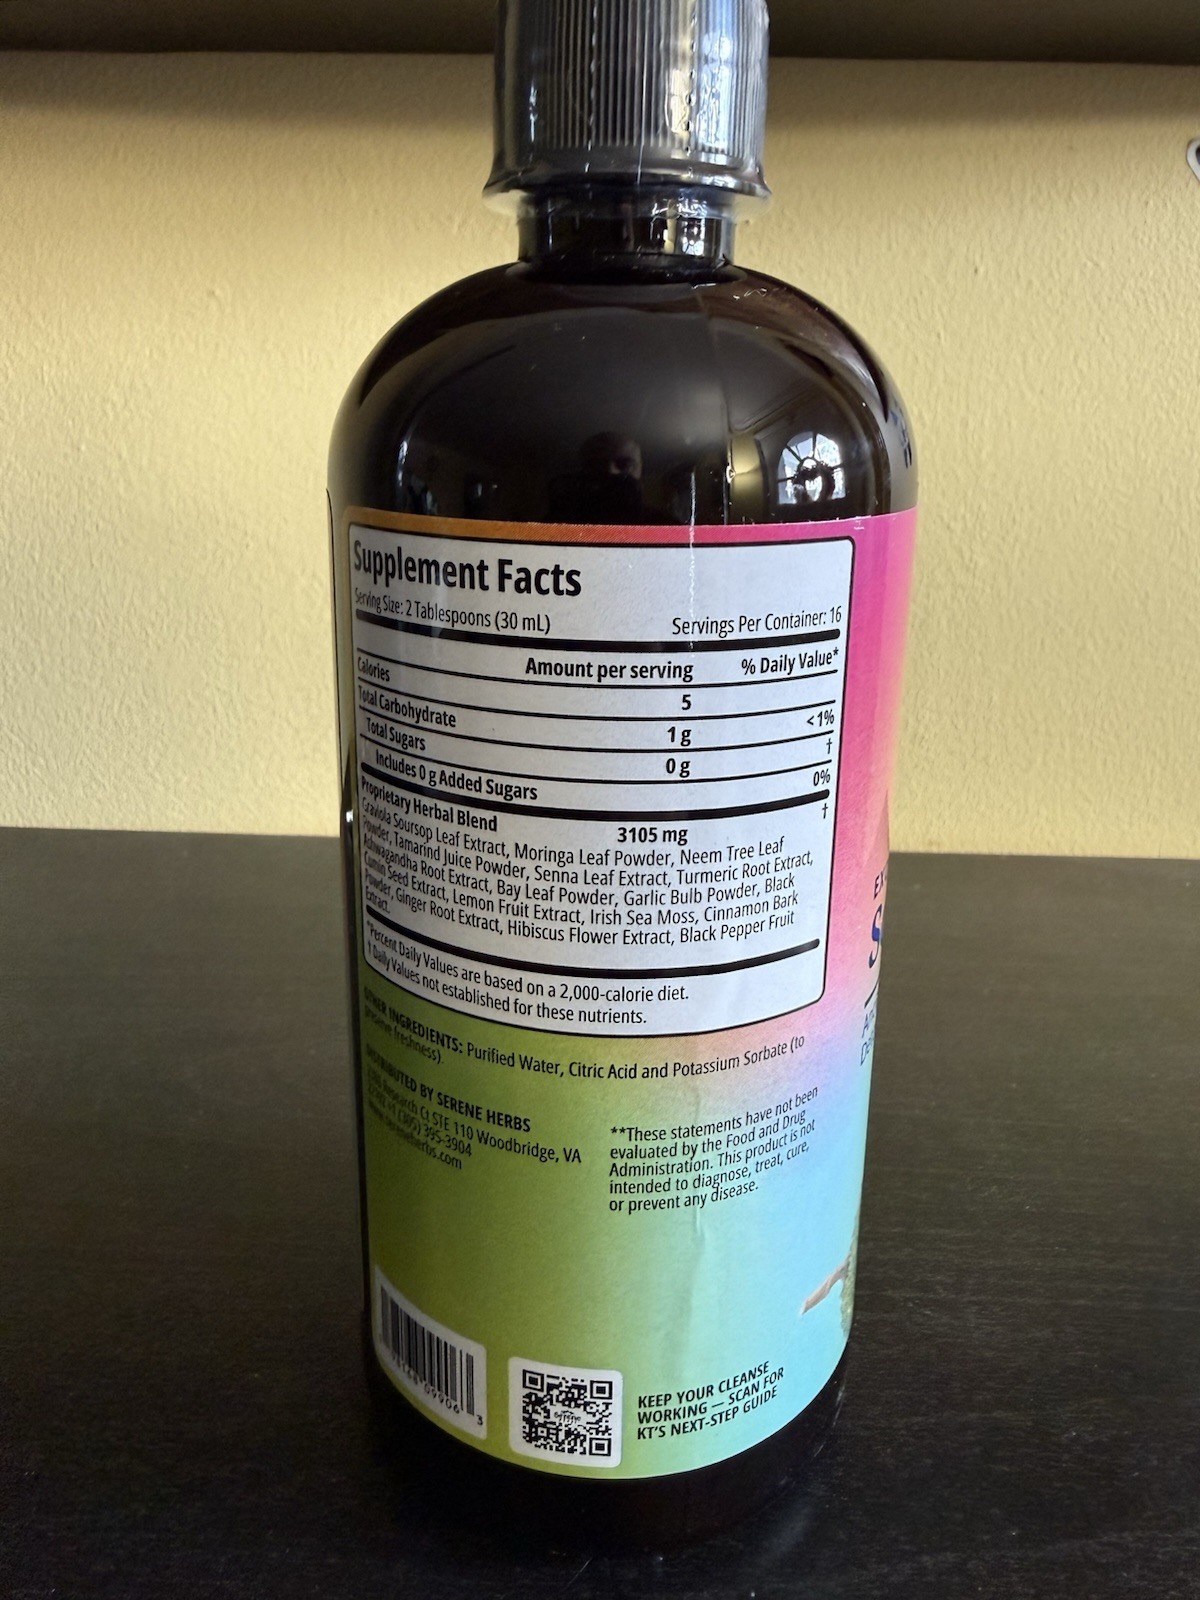 Supplement Facts
Serving Size: 2 Tablespoons (30 mL) Servings Per Container: 16
Amount per serving % Daily Value*
Calories 5
Total Carbohydrate 1 g <1%
Total Sugars 0 g †
Includes 0 g Added Sugars 0%
Proprietary Herbal Blend 3105 mg †
Graviola Soursop Leaf Extract, Moringa Leaf Powder, Neem Tree Leaf
Powder, Tamarind Juice Powder, Senna Leaf Extract, Turmeric Root Extract,
Ashwagandha Root Extract, Bay Leaf Powder, Garlic Bulb Powder, Black
Cumin Seed Extract, Lemon Fruit Extract, Irish Sea Moss, Cinnamon Bark
Powder, Ginger Root Extract, Hibiscus Flower Extract, Black Pepper Fruit
Extract.
*Percent Daily Values are based on a 2,000-calorie diet.
† Daily Values not established for these nutrients.
OTHER INGREDIENTS: Purified Water, Citric Acid and Potassium Sorbate (to
preserve freshness).
DISTRIBUTED BY SERENE HERBS
Research Ct STE 110 Woodbridge, VA
(305) 395-3904
www.sereneherbs.com
**These statements have not been
evaluated by the Food and Drug
Administration. This product is not
intended to diagnose, treat, cure,
or prevent any disease.
09906 3
KEEP YOUR CLEANSE
WORKING — SCAN FOR
KT'S NEXT-STEP GUIDE